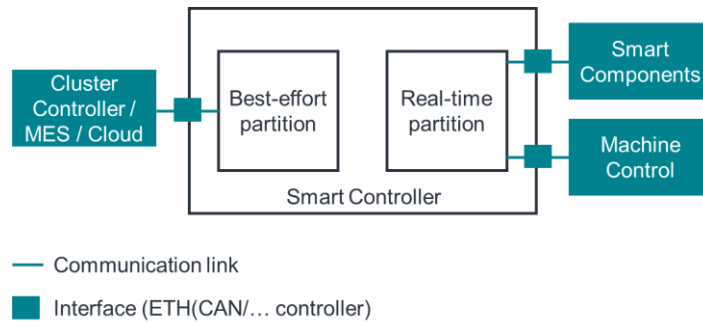 Cluster
Controller /
MES / Cloud
Best-effort
partition
Real-time
partition
Smart
Components
Machine
Control
Smart Controller
Communication link
Interface (ETH(CAN/… controller)